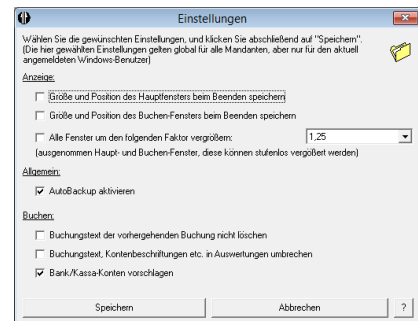 Einstellungen
Wählen Sie die gewünschten Einstellungen, und klicken Sie abschließend auf "Speichern".
(Die hier gewählten Einstellungen gelten global für alle Mandanten, aber nur für den aktuell
angemeldeten Windows-Benutzer)
Anzeige:
Größe und Position des Hauptfensters beim Beenden speichern
Größe und Position des Buchen-Fensters beim Beenden speichern
Alle Fenster um den folgenden Faktor vergrößern: 1,25
(ausgenommen Haupt- und Buchen-Fenster, diese können stufenlos vergößert werden)
Allgemein:
AutoBackup aktivieren
Buchen:
Buchungstext der vorhergehenden Buchung nicht löschen
Buchungstext, Kontenbeschriftungen etc. in Auswertungen umbrechen
Bank/Kassa-Konten vorschlagen
Speichern Abbrechen ?